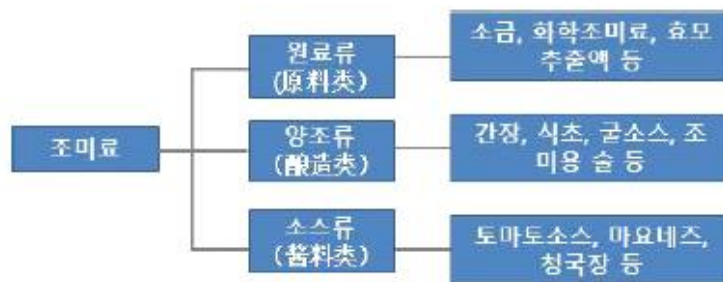 조미료
원료류
(原料类)
소금, 화학조미료, 효모
추출액 등
양조류
(酿造类)
간장, 식초, 굴소스, 조
미용 술 등
소스류
(酱料类)
토마토소스, 마요네즈,
청국장 등